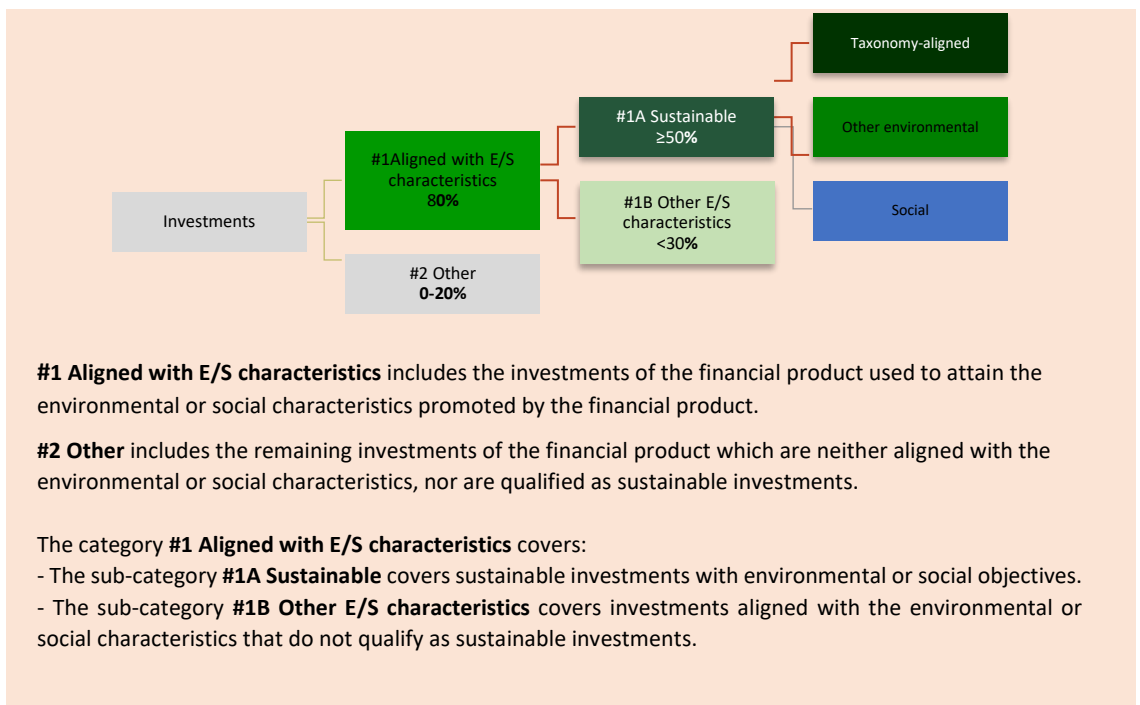 Taxonomy-aligned
#1A Sustainable
≥50%
Other environmental
#1Aligned with E/S
characteristics
80%
#1B Other E/S
characteristics
<30%
Social
Investments
#2 Other
0-20%
#1 Aligned with E/S characteristics includes the investments of the financial product used to attain the
environmental or social characteristics promoted by the financial product.
#2 Other includes the remaining investments of the financial product which are neither aligned with the
environmental or social characteristics, nor are qualified as sustainable investments.
The category #1 Aligned with E/S characteristics covers:
- The sub-category #1A Sustainable covers sustainable investments with environmental or social objectives.
- The sub-category #1B Other E/S characteristics covers investments aligned with the environmental or
social characteristics that do not qualify as sustainable investments.